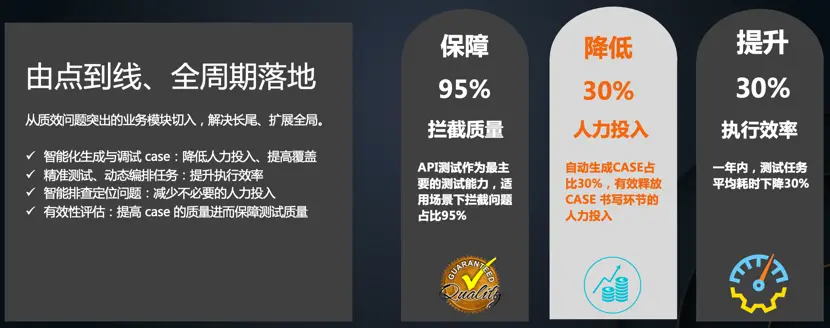 由点到线、全周期落地
从质效问题突出的业务模块切入，解决长尾、扩展全局。
✓ 智能化生成与调试 case：降低人力投入、提高覆盖
✓ 精准测试、动态编排任务：提升执行效率
✓ 智能排查定位问题：减少不必要的人力投入
✓ 有效性评估：提高 case 的质量进而保障测试质量
保障
95%
拦截质量
API测试作为最主
要的测试能力，适
用场景下拦截问题
占比95%
GUARANTEED
Quality
降低
30%
人力投入
自动生成CASE占
比30%，有效释放
CASE 书写环节的
人力投入
提升
30%
执行效率
一年内，测试任务
平均耗时下降30%